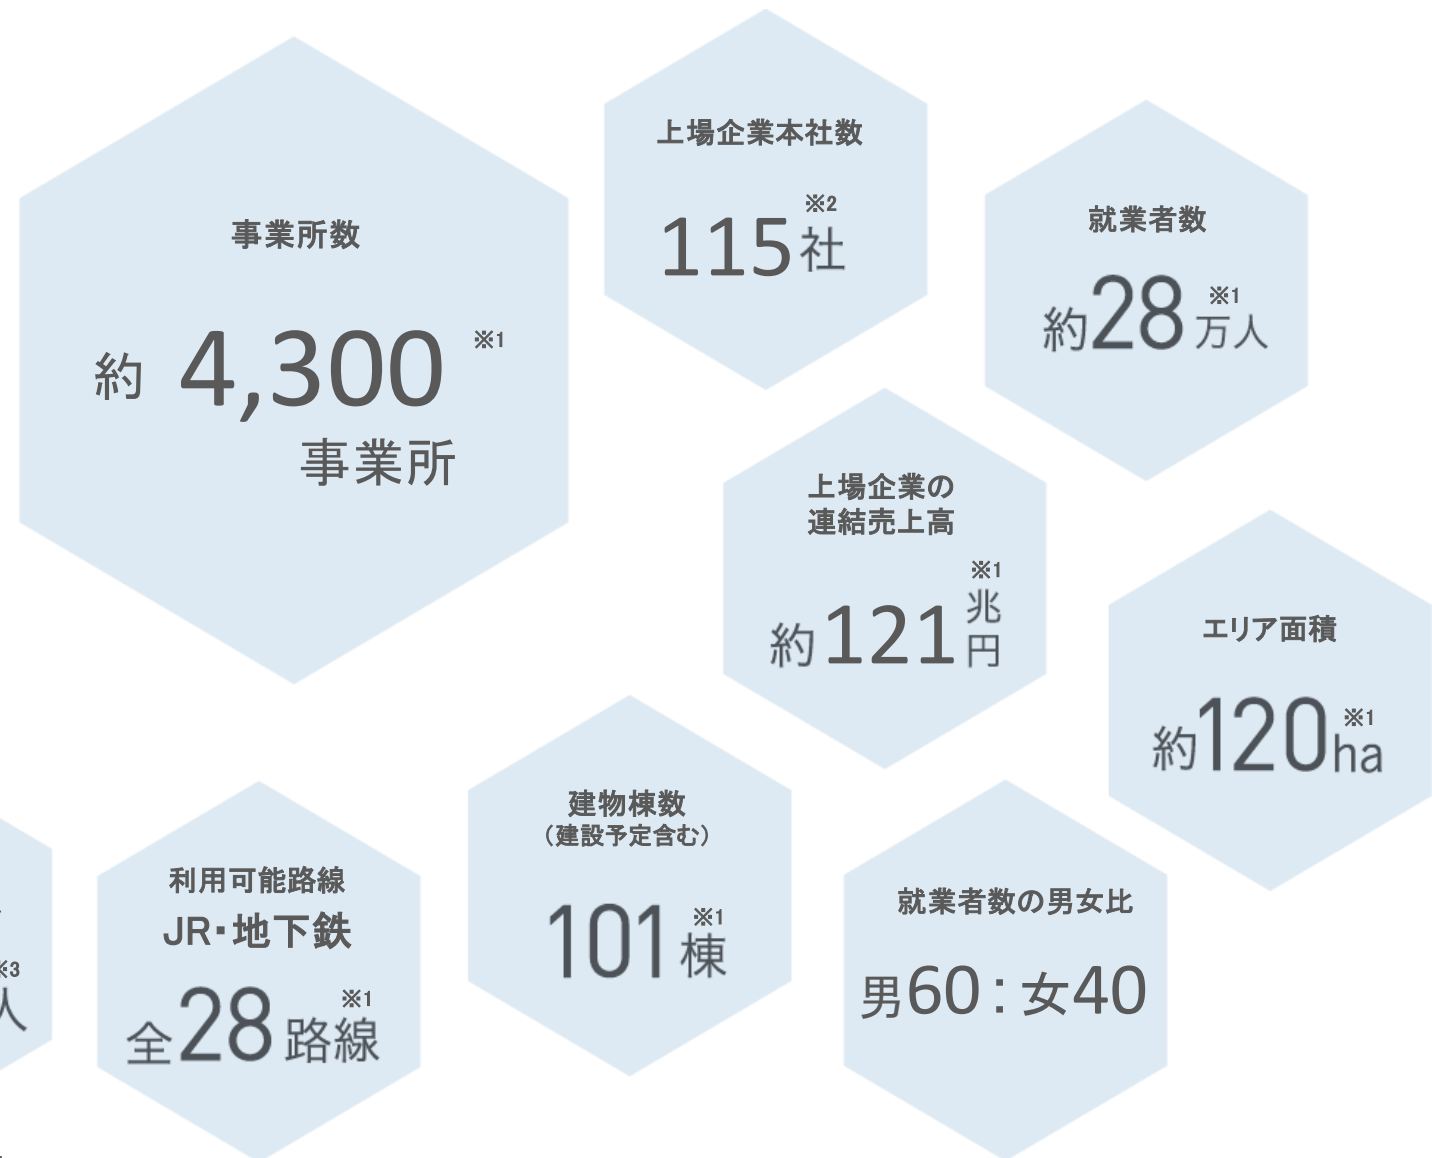 上場企業本社数
※2
115社
事業所数
約 4,300 ※1
事業所
就業者数
※1
約28万人
上場企業の
連結売上高
※1
約121兆円
エリア面積
※1
約120ha
建物棟数
（建設予定含む）
※1
101棟
利用可能路線
JR・地下鉄
※1
全28路線
就業者数の男女比
男60：女40
※3
人